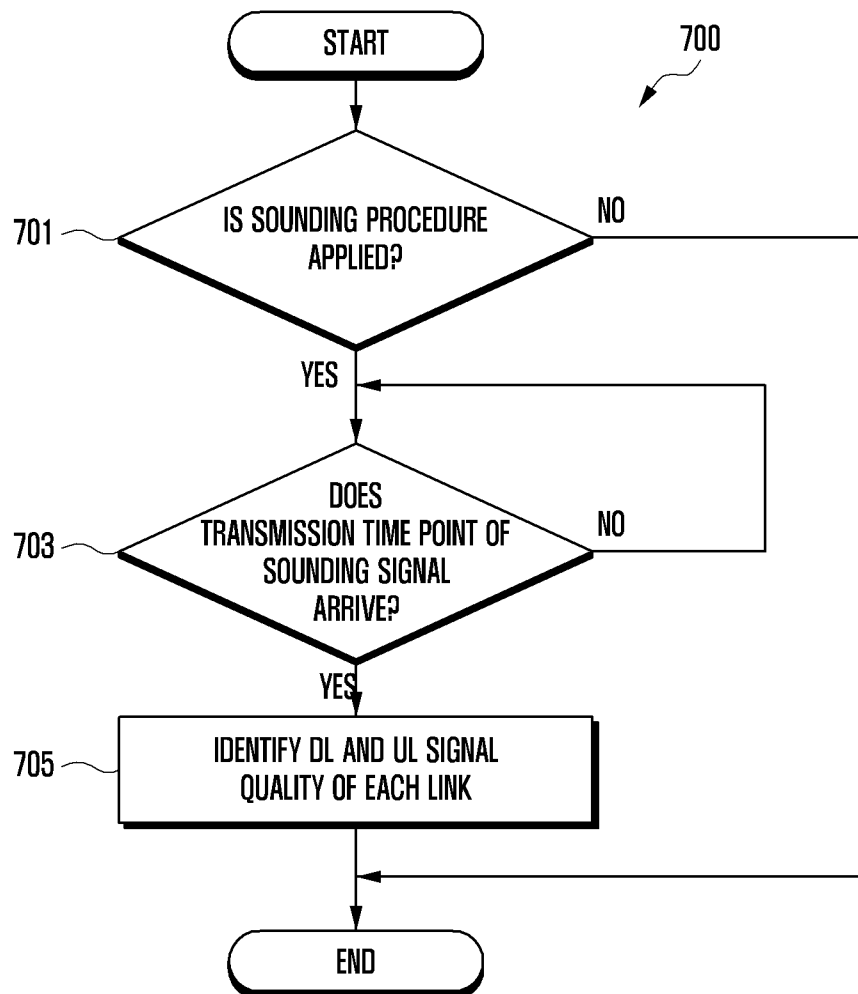 START
700
701
IS SOUNDING PROCEDURE
APPLIED?
NO
YES
703
DOES
TRANSMISSION TIME POINT OF
SOUNDING SIGNAL
ARRIVE?
NO
YES
705
IDENTIFY DL AND UL SIGNAL
QUALITY OF EACH LINK
END